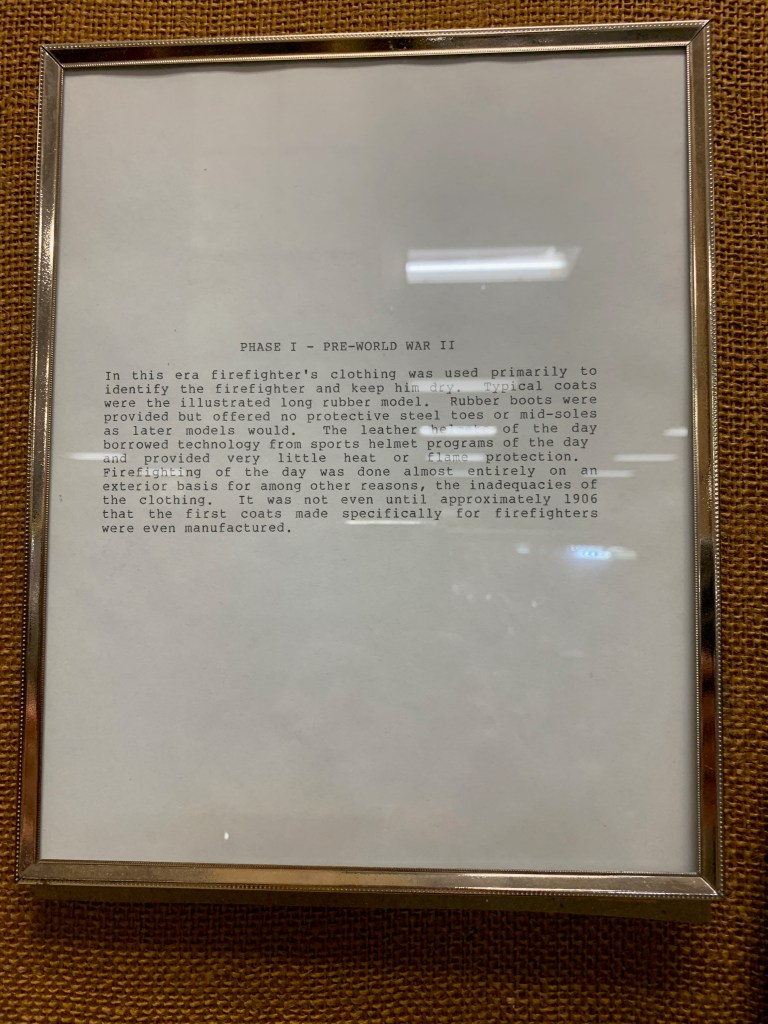 PHASE I - PRE-WORLD WAR II
In this era firefighter's clothing was used primarily to
identify the firefighter and keep him dry. Typical coats
were the illustrated long rubber model. Rubber boots were
provided but offered no protective steel toes or mid-soles
as later models would. The leather helmets of the day
borrowed technology from sports helmet programs of the day
and provided very little heat or flame protection.
Firefighting of the day was done almost entirely on an
exterior basis for among other reasons, the inadequacies of
the clothing. It was not even until approximately 1906
that the first coats made specifically for firefighters
were even manufactured.